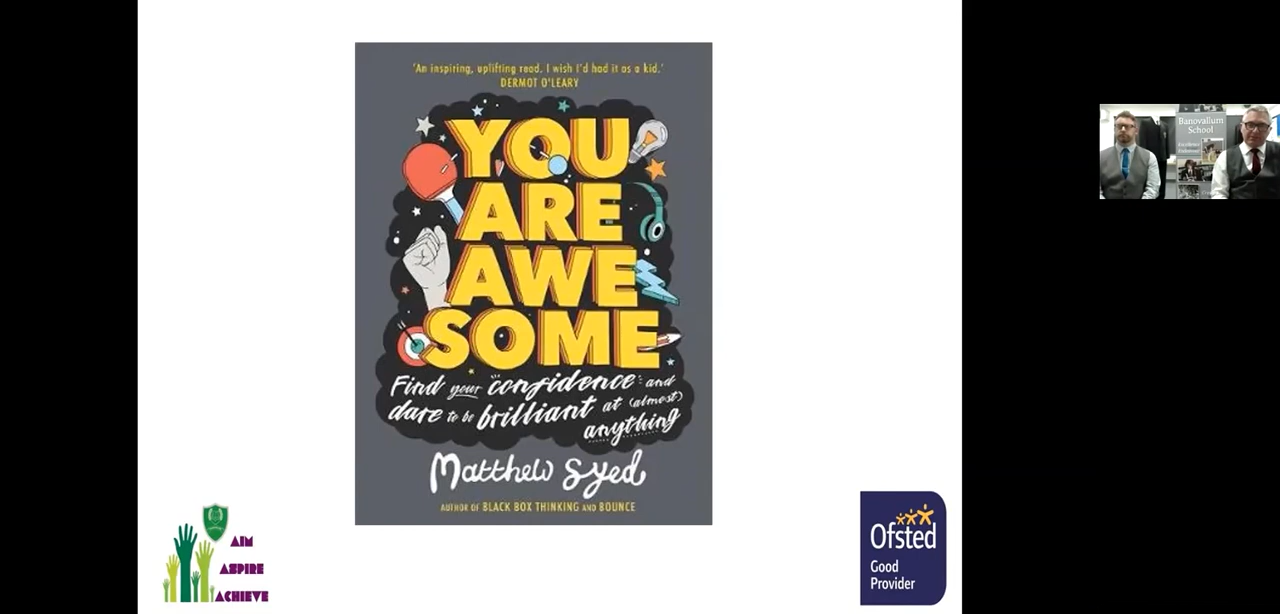 'An inspiring, uplifting read. I wish I'd had it as a kid.'
DERMOT O'LEARY
YOU
ARE
AWE
SOME
Find your confidence and
dare to be brilliant at (almost)
anything
Matthew Syed
AUTHOR OF BLACK BOX THINKING AND BOUNCE
AIM
ASPIRE
ACHIEVE
Ofsted
Good
Provider
Banovallum
School